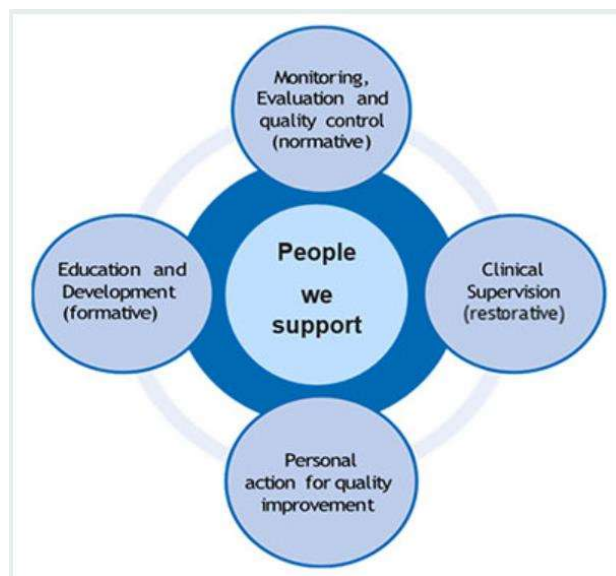 Monitoring,
Evaluation and
quality control
(normative)
Education and
Development
(formative)
People
we
support
Clinical
Supervision
(restorative)
Personal
action for quality
improvement